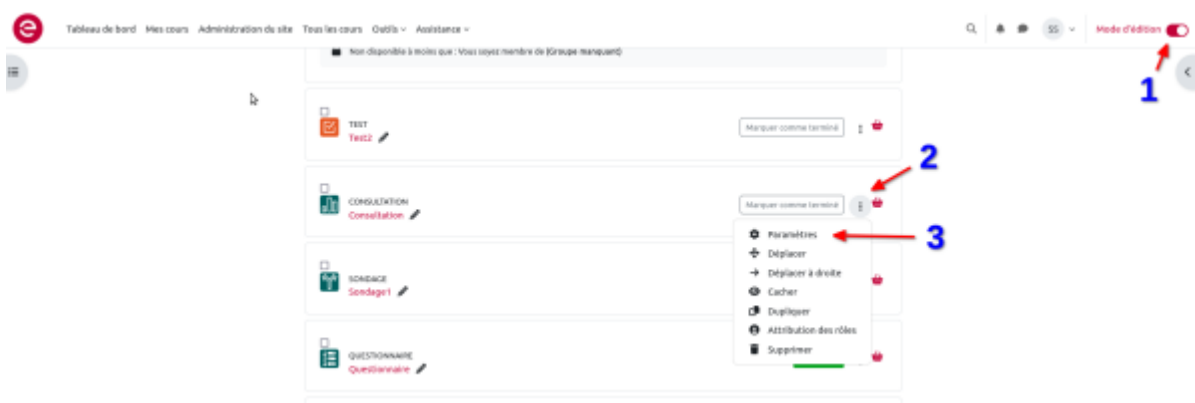 Tableau de bord Mes cours Administration du site Tous les cours Outils Assistance SS Mode d'édition
1
Non disponible à moins que : Vous soyez membre de (Groupe manquant)
TEST
Test2
Marquer comme terminé
2
CONSULTATION
Consultation
Marquer comme terminé
3
Paramètres
Déplacer
Déplacer à droite
Cacher
Dupliquer
Attribution des rôles
Supprimer
SONDAGE
Sondage1
QUESTIONNAIRE
Questionnaire